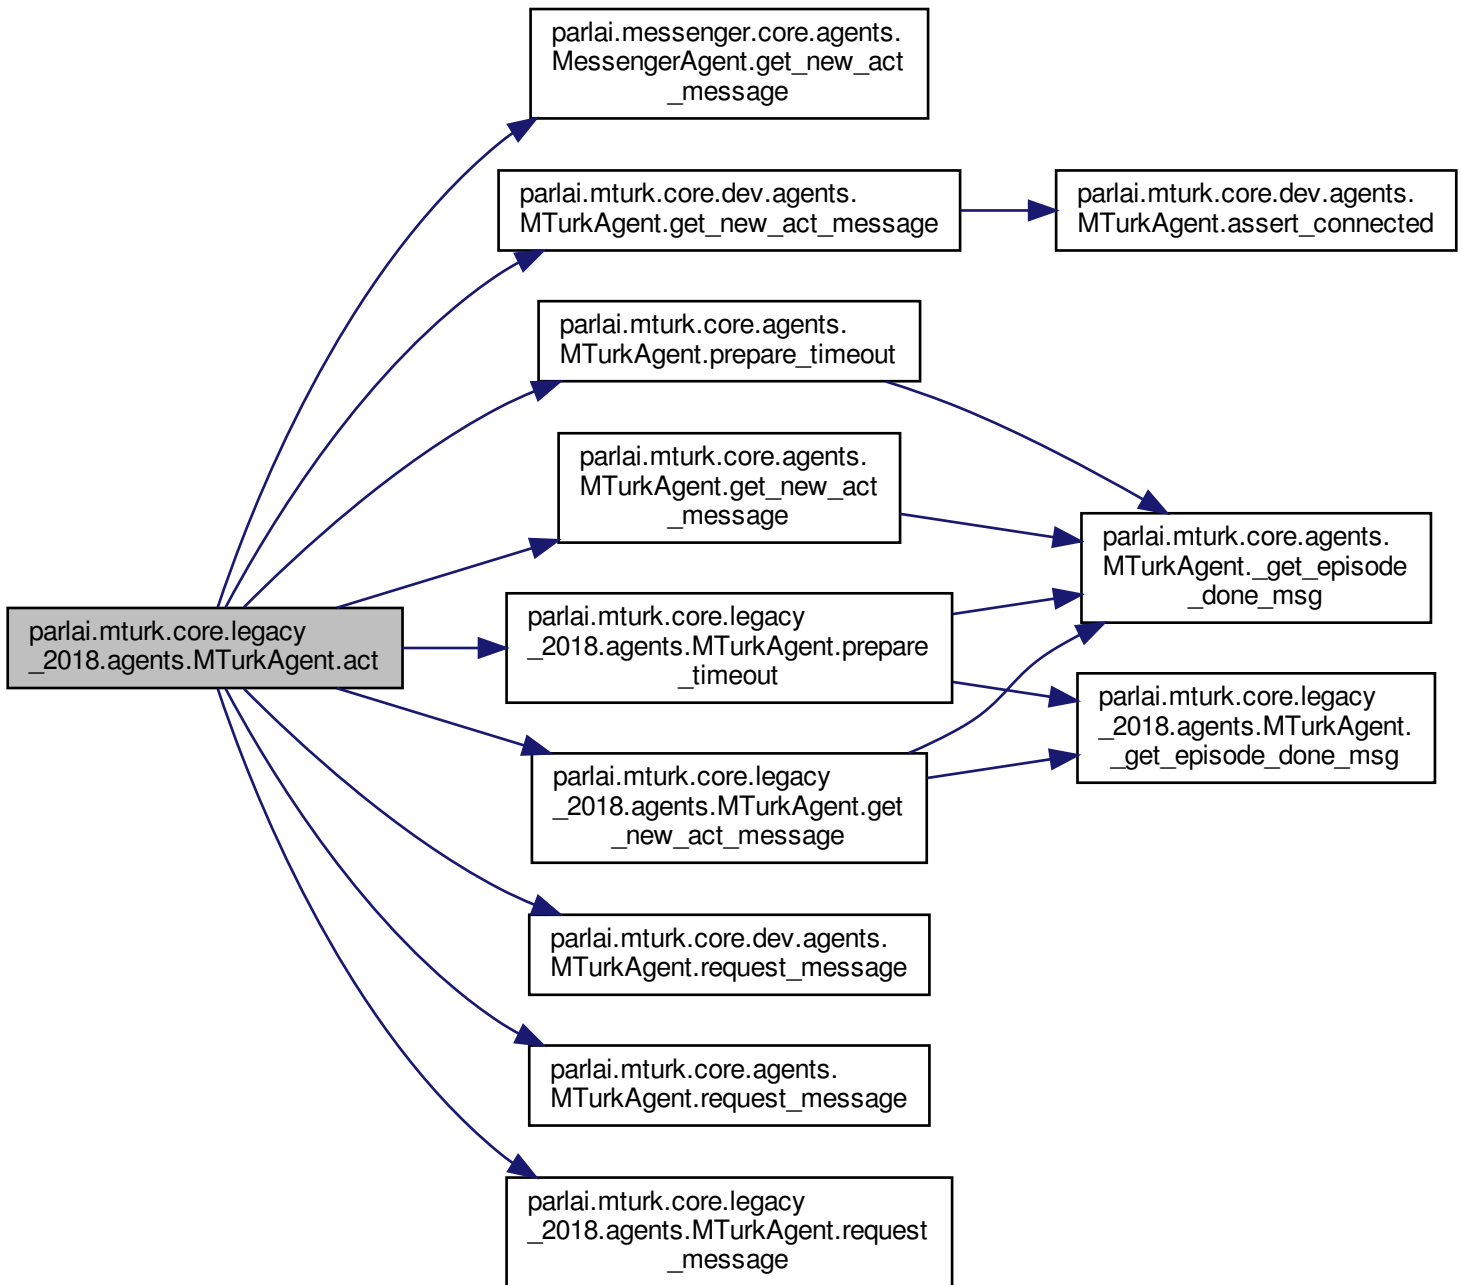 parlai.messenger.core.agents.
MessengerAgent.get_new_act
_message
parlai.mturk.core.dev.agents.
MTurkAgent.get_new_act_message
parlai.mturk.core.dev.agents.
MTurkAgent.assert_connected
parlai.mturk.core.agents.
MTurkAgent.prepare_timeout
parlai.mturk.core.agents.
MTurkAgent.get_new_act
_message
parlai.mturk.core.agents.
MTurkAgent._get_episode
_done_msg
parlai.mturk.core.legacy
_2018.agents.MTurkAgent.act
parlai.mturk.core.legacy
_2018.agents.MTurkAgent.prepare
_timeout
parlai.mturk.core.legacy
_2018.agents.MTurkAgent.
_get_episode_done_msg
parlai.mturk.core.legacy
_2018.agents.MTurkAgent.get
_new_act_message
parlai.mturk.core.dev.agents.
MTurkAgent.request_message
parlai.mturk.core.agents.
MTurkAgent.request_message
parlai.mturk.core.legacy
_2018.agents.MTurkAgent.request
_message